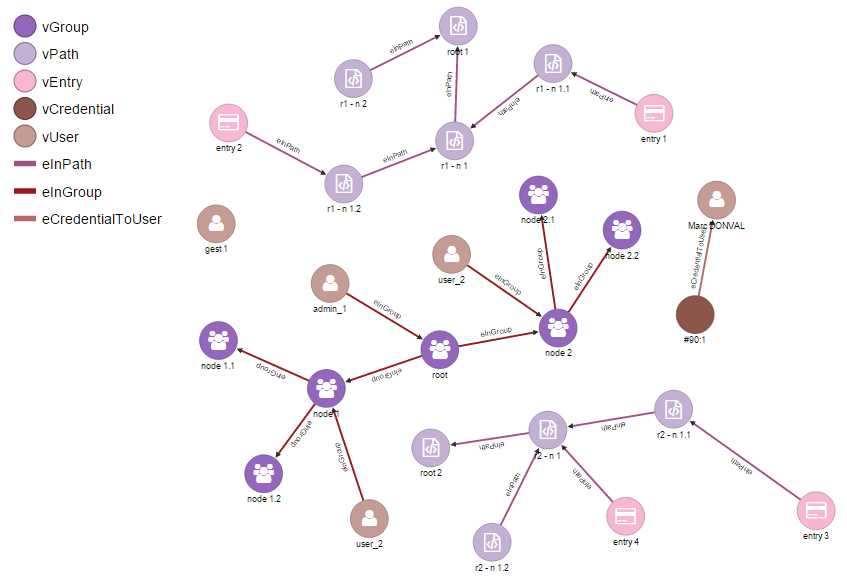 vGroup
vPath
vEntry
vCredential
vUser
eInPath
eInGroup
eCredentialToUser
root 1
eInPath
r1 - n 2
eInPath
r1 - n 1.1
eInPath
eInPath
entry 1
entry 2
eInPath
eInPath
r1 - n 1
r1 - n 1.2
gest 1
node 2.1
node 2.2
Marc DONVAL
eCredentialToUser
#90:1
user_2
eInGroup
eInGroup
eInGroup
admin_1
eInGroup
eInGroup
node 2
root
eInGroup
node 1.1
eInGroup
node 1
eInGroup
eInGroup
node 1.2
user_2
root 2
eInPath
r2 - n 1
eInPath
r2 - n 1.1
eInPath
eInPath
eInPath
r2 - n 1.2
entry 4
entry 3